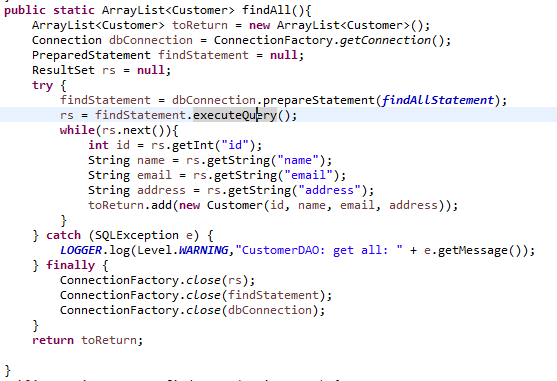 public static ArrayList<Customer> findAll(){
    ArrayList<Customer> toReturn = new ArrayList<Customer>();
    Connection dbConnection = ConnectionFactory.getConnection();
    PreparedStatement findStatement = null;
    ResultSet rs = null;
    try {
        findStatement = dbConnection.prepareStatement(findAllStatement);
        rs = findStatement.executeQuery();
        while(rs.next()){
            int id = rs.getInt("id");
            String name = rs.getString("name");
            String email = rs.getString("email");
            String address = rs.getString("address");
            toReturn.add(new Customer(id, name, email, address));
        }
    } catch (SQLException e) {
        LOGGER.log(Level.WARNING,"CustomerDAO: get all: " + e.getMessage());
    } finally {
        ConnectionFactory.close(rs);
        ConnectionFactory.close(findStatement);
        ConnectionFactory.close(dbConnection);
    }
    return toReturn;
}